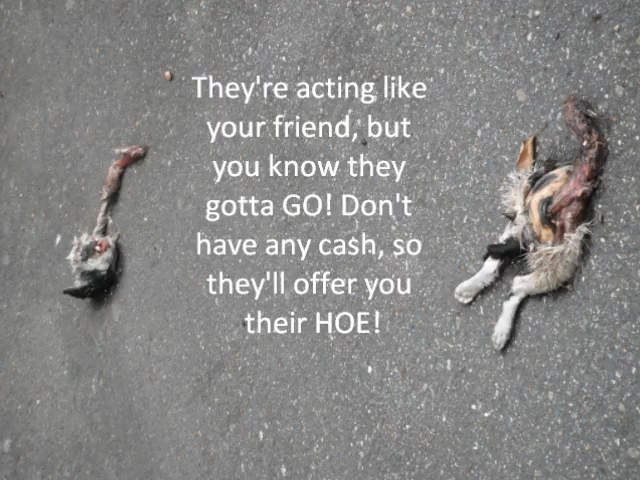 They're acting like
your friend, but
you know they
gotta GO! Don't
have any cash, so
they'll offer you
their HOE!